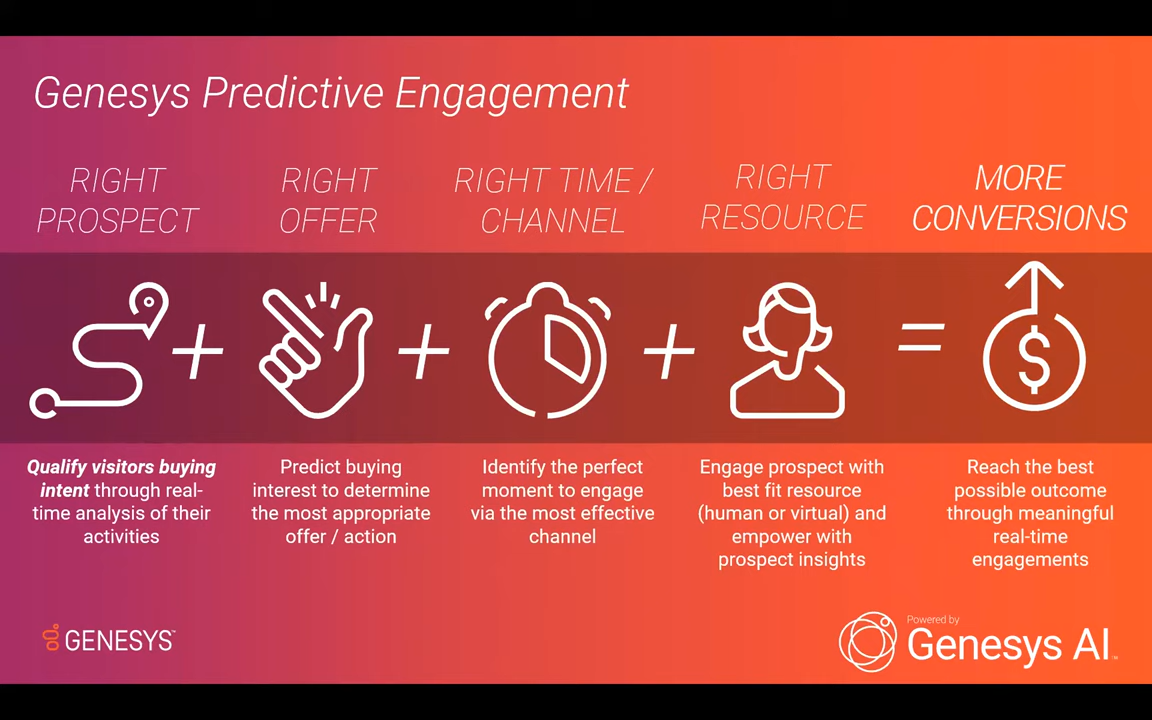 Genesys Predictive Engagement
RIGHT
PROSPECT
RIGHT
OFFER
RIGHT TIME /
CHANNEL
RIGHT
RESOURCE
MORE
CONVERSIONS
+ + + + =
$
Qualify visitors buying
intent through real-
time analysis of their
activities
Predict buying
interest to determine
the most appropriate
offer / action
Identify the perfect
moment to engage
via the most effective
channel
Engage prospect with
best fit resource
(human or virtual) and
empower with
prospect insights
Reach the best
possible outcome
through meaningful
real-time
engagements
GENESYS™
Powered by
Genesys AI™